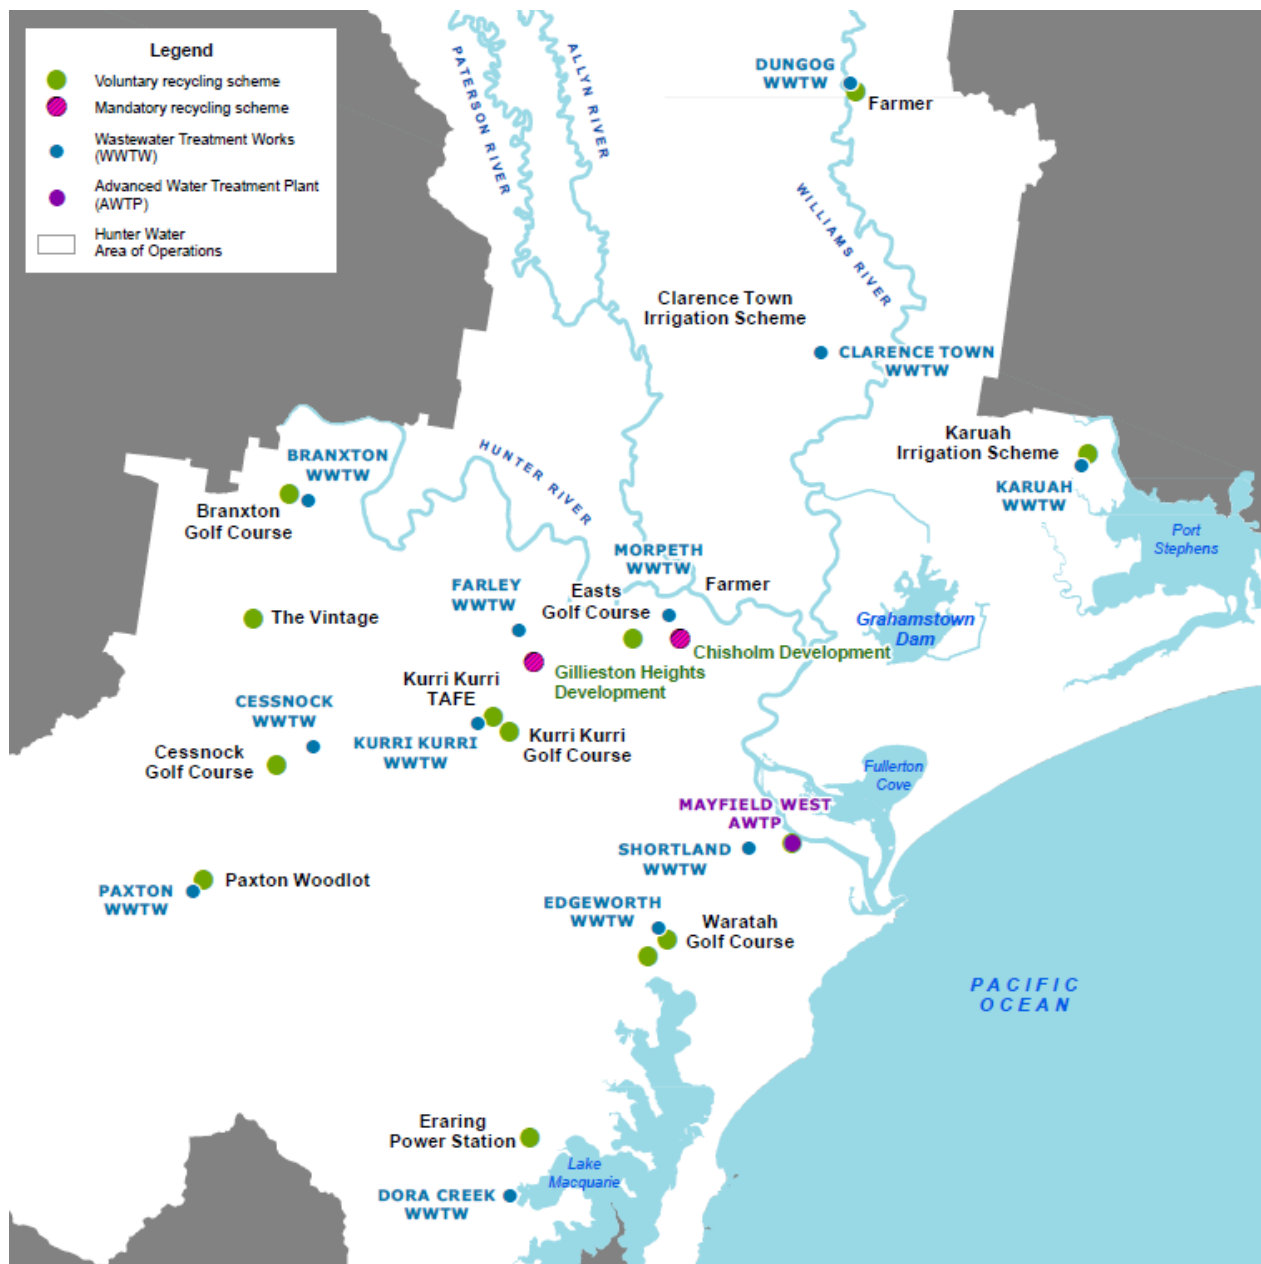 Legend
Voluntary recycling scheme
Mandatory recycling scheme
Wastewater Treatment Works
(WWTW)
Advanced Water Treatment Plant
(AWTP)
Hunter Water
Area of Operations
PATERSON RIVER
ALLYN RIVER
DUNGOG
WWTW
Farmer
WILLIAMS RIVER
Clarence Town
Irrigation Scheme
CLARENCE TOWN
WWTW
Karuah
Irrigation Scheme
KARUAH
WWTW
Port
Stephens
BRANXTON
WWTW
Branxton
Golf Course
HUNTER RIVER
MORPETH
WWTW
Farmer
FARLEY
WWTW
Easts
Golf Course
Grahamstown
Dam
The Vintage
Chisholm Development
Gillieston Heights
Development
Kurri Kurri
TAFE
CESSNOCK
WWTW
KURRI KURRI
WWTW
Kurri Kurri
Golf Course
Cessnock
Golf Course
Fullerton
Cove
MAYFIELD WEST
AWTP
SHORTLAND
WWTW
PAXTON
WWTW
Paxton Woodlot
EDGEWORTH
WWTW
Waratah
Golf Course
PACIFIC
OCEAN
Eraring
Power Station
Lake
Macquarie
DORA CREEK
WWTW